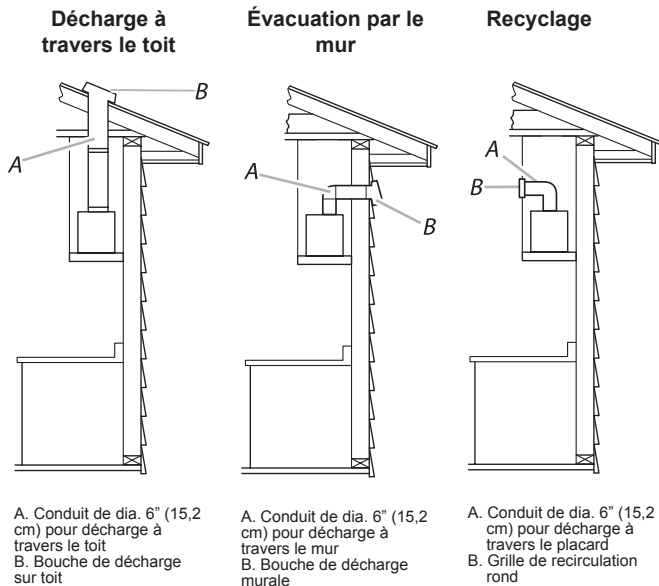 Décharge à
travers le toit
Évacuation par le
mur
Recyclage
B
A
A
B
A
B
A. Conduit de dia. 6” (15,2
cm) pour décharge à
travers le toit
B. Bouche de décharge
sur toit
A. Conduit de dia. 6” (15,2
cm) pour décharge à
travers le mur
B. Bouche de décharge
murale
A. Conduit de dia. 6” (15,2
cm) pour décharge à
travers le placard
B. Grille de recirculation
rond